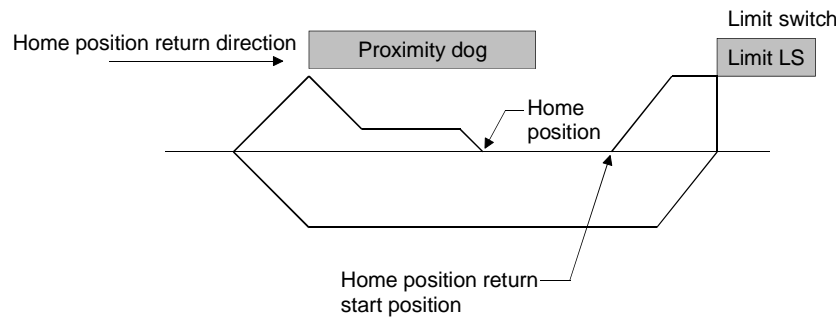 Limit switch
Home position return direction
Proximity dog
Limit LS
Home
position
Home position return
start position